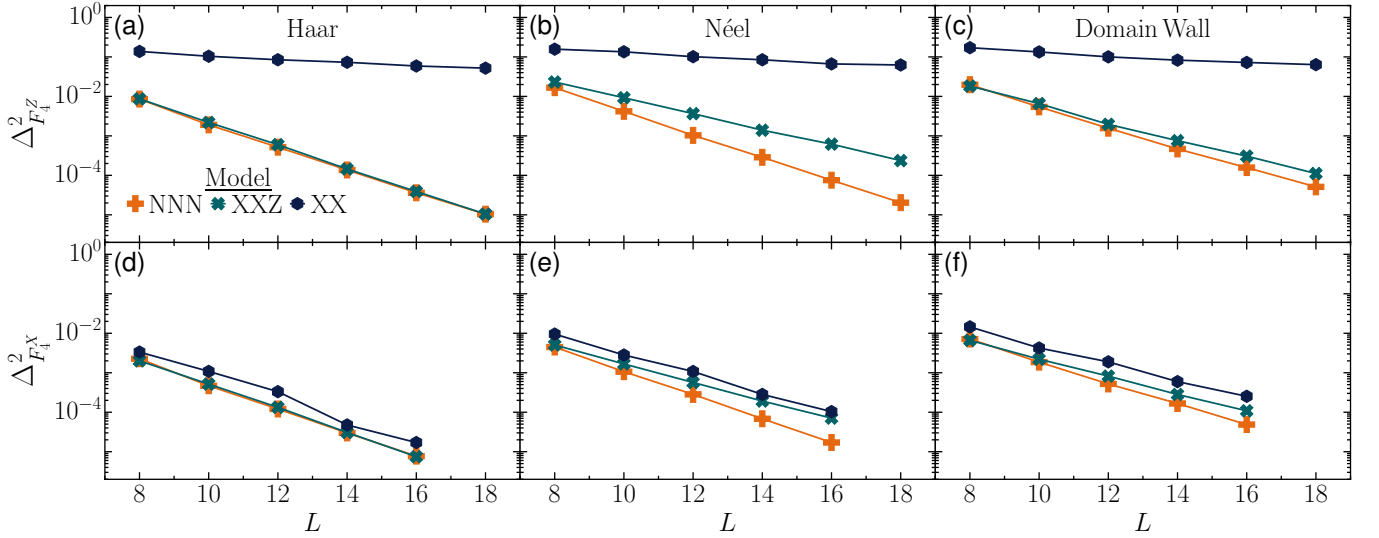 (a) Haar (b) Néel (c) Domain Wall
10^0
10^{-2}
10^{-4}
Δ^2_{F_4^Z}
Model
NNN XXZ XX
(d) (e) (f)
10^0
10^{-2}
10^{-4}
Δ^2_{F_4^X}
8 10 12 14 16 18 8 10 12 14 16 18 8 10 12 14 16 18
L L L